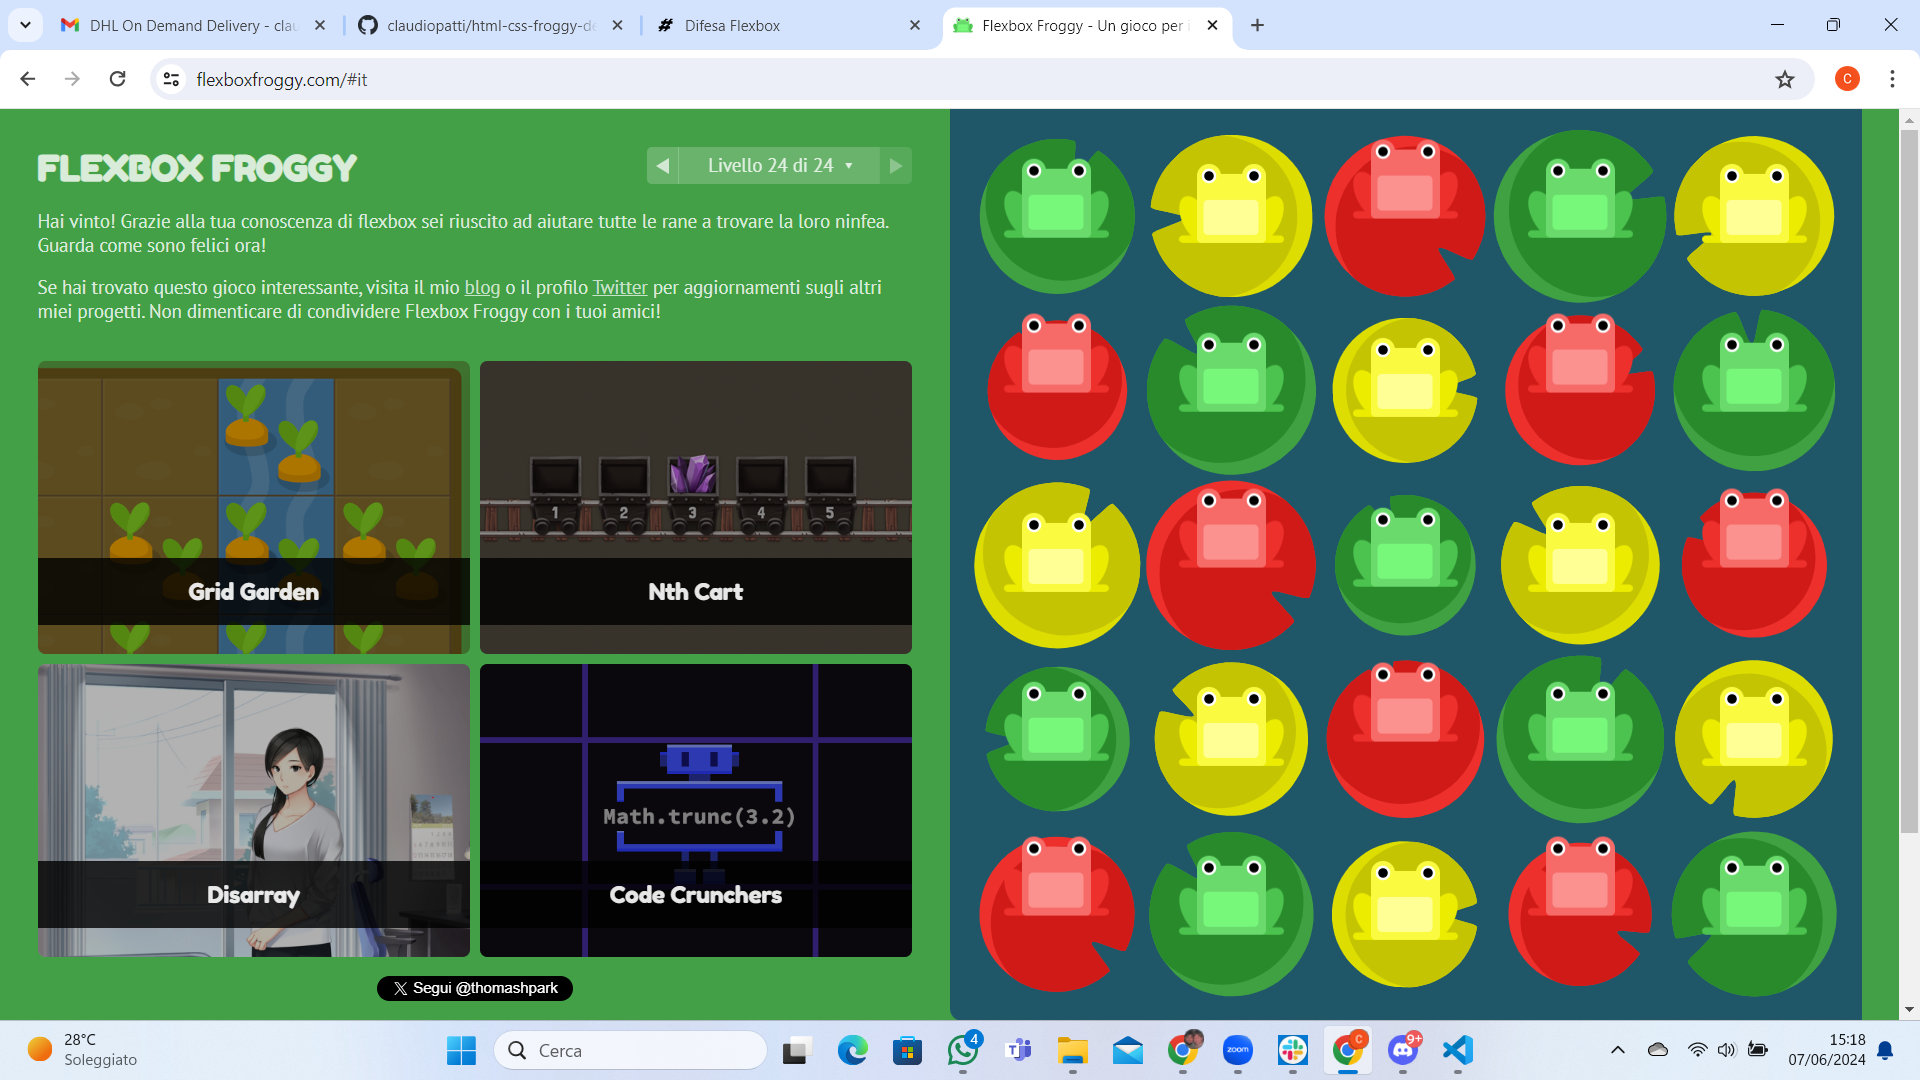 DHL On Demand Delivery - clau
claudiopatti/html-css-froggy-de
Difesa Flexbox
Flexbox Froggy - Un gioco per i
flexboxfroggy.com/#it
C
FLEXBOX FROGGY
Livello 24 di 24
Hai vinto! Grazie alla tua conoscenza di flexbox sei riuscito ad aiutare tutte le rane a trovare la loro ninfea.
Guarda come sono felici ora!
Se hai trovato questo gioco interessante, visita il mio blog o il profilo Twitter per aggiornamenti sugli altri
miei progetti. Non dimenticare di condividere Flexbox Froggy con i tuoi amici!
1 2 3 4 5
Grid Garden
Nth Cart
Math.trunc(3.2)
Disarray
Code Crunchers
Segui @thomashpark
28°C
Soleggiato
Cerca
4
zoom
C
9+
15:18
07/06/2024